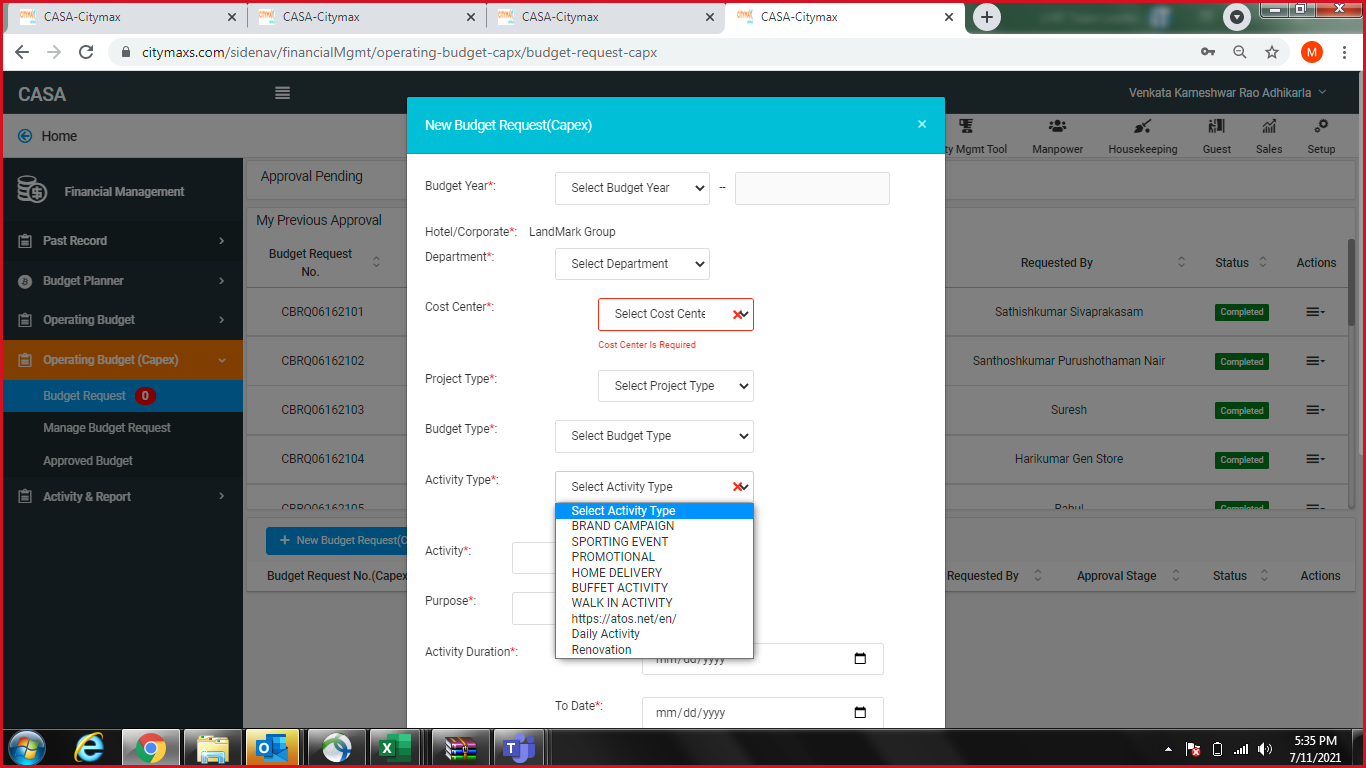 CASA-Citymax
CASA-Citymax
CASA-Citymax
CASA-Citymax
citymaxs.com/sidenav/financialMgmt/operating-budget-capx/budget-request-capx
M
CASA
Venkata Kameshwar Rao Adhikarla
Home
ty Mgmt Tool
Manpower
Housekeeping
Guest
Sales
Setup
Financial Management
Past Record
Budget Planner
Operating Budget
Operating Budget (Capex)
Budget Request 0
Manage Budget Request
Approved Budget
Activity & Report
Approval Pending
My Previous Approval
Budget Request No.
Requested By
Status
Actions
CBRQ06162101
Sathishkumar Sivaprakasam
Completed
CBRQ06162102
Santhoshkumar Purushothaman Nair
Completed
CBRQ06162103
Suresh
Completed
CBRQ06162104
Harikumar Gen Store
Completed
CBRQ06162105
Rahul
+ New Budget Request(C
Budget Request No.(Capex
Requested By
Approval Stage
Status
Actions
New Budget Request(Capex)
×
Budget Year*:
Select Budget Year
--
Hotel/Corporate*: LandMark Group
Department*:
Select Department
Cost Center*:
Select Cost Cente
Cost Center Is Required
Project Type*:
Select Project Type
Budget Type*:
Select Budget Type
Activity Type*:
Select Activity Type
Select Activity Type
BRAND CAMPAIGN
SPORTING EVENT
PROMOTIONAL
HOME DELIVERY
BUFFET ACTIVITY
WALK IN ACTIVITY
https://atos.net/en/
Daily Activity
Renovation
Activity*:
Purpose*:
Activity Duration*:
mm/dd/yyyy
To Date*:
mm/dd/yyyy
5:35 PM
7/11/2021